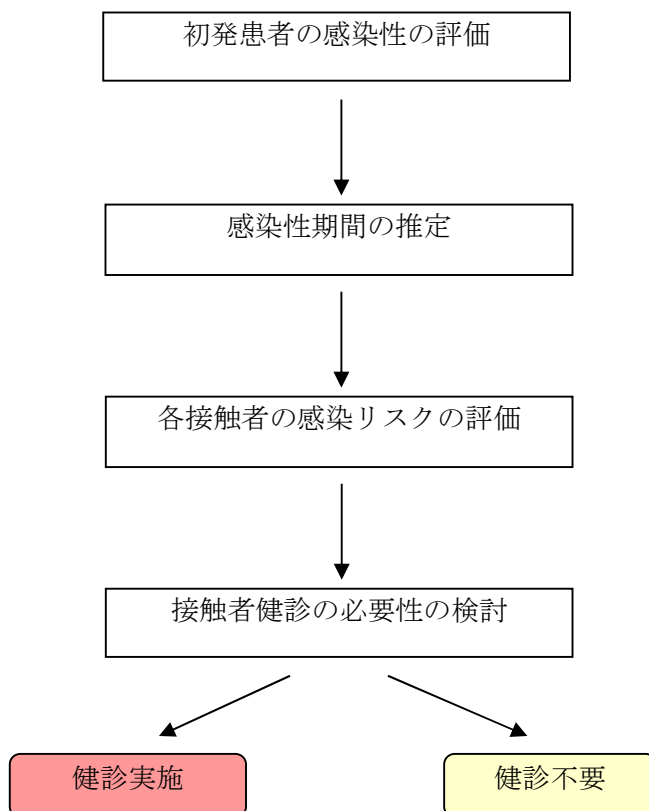 初発患者の感染性の評価
感染性期間の推定
各接触者の感染リスクの評価
接触者健診の必要性の検討
健診実施
健診不要